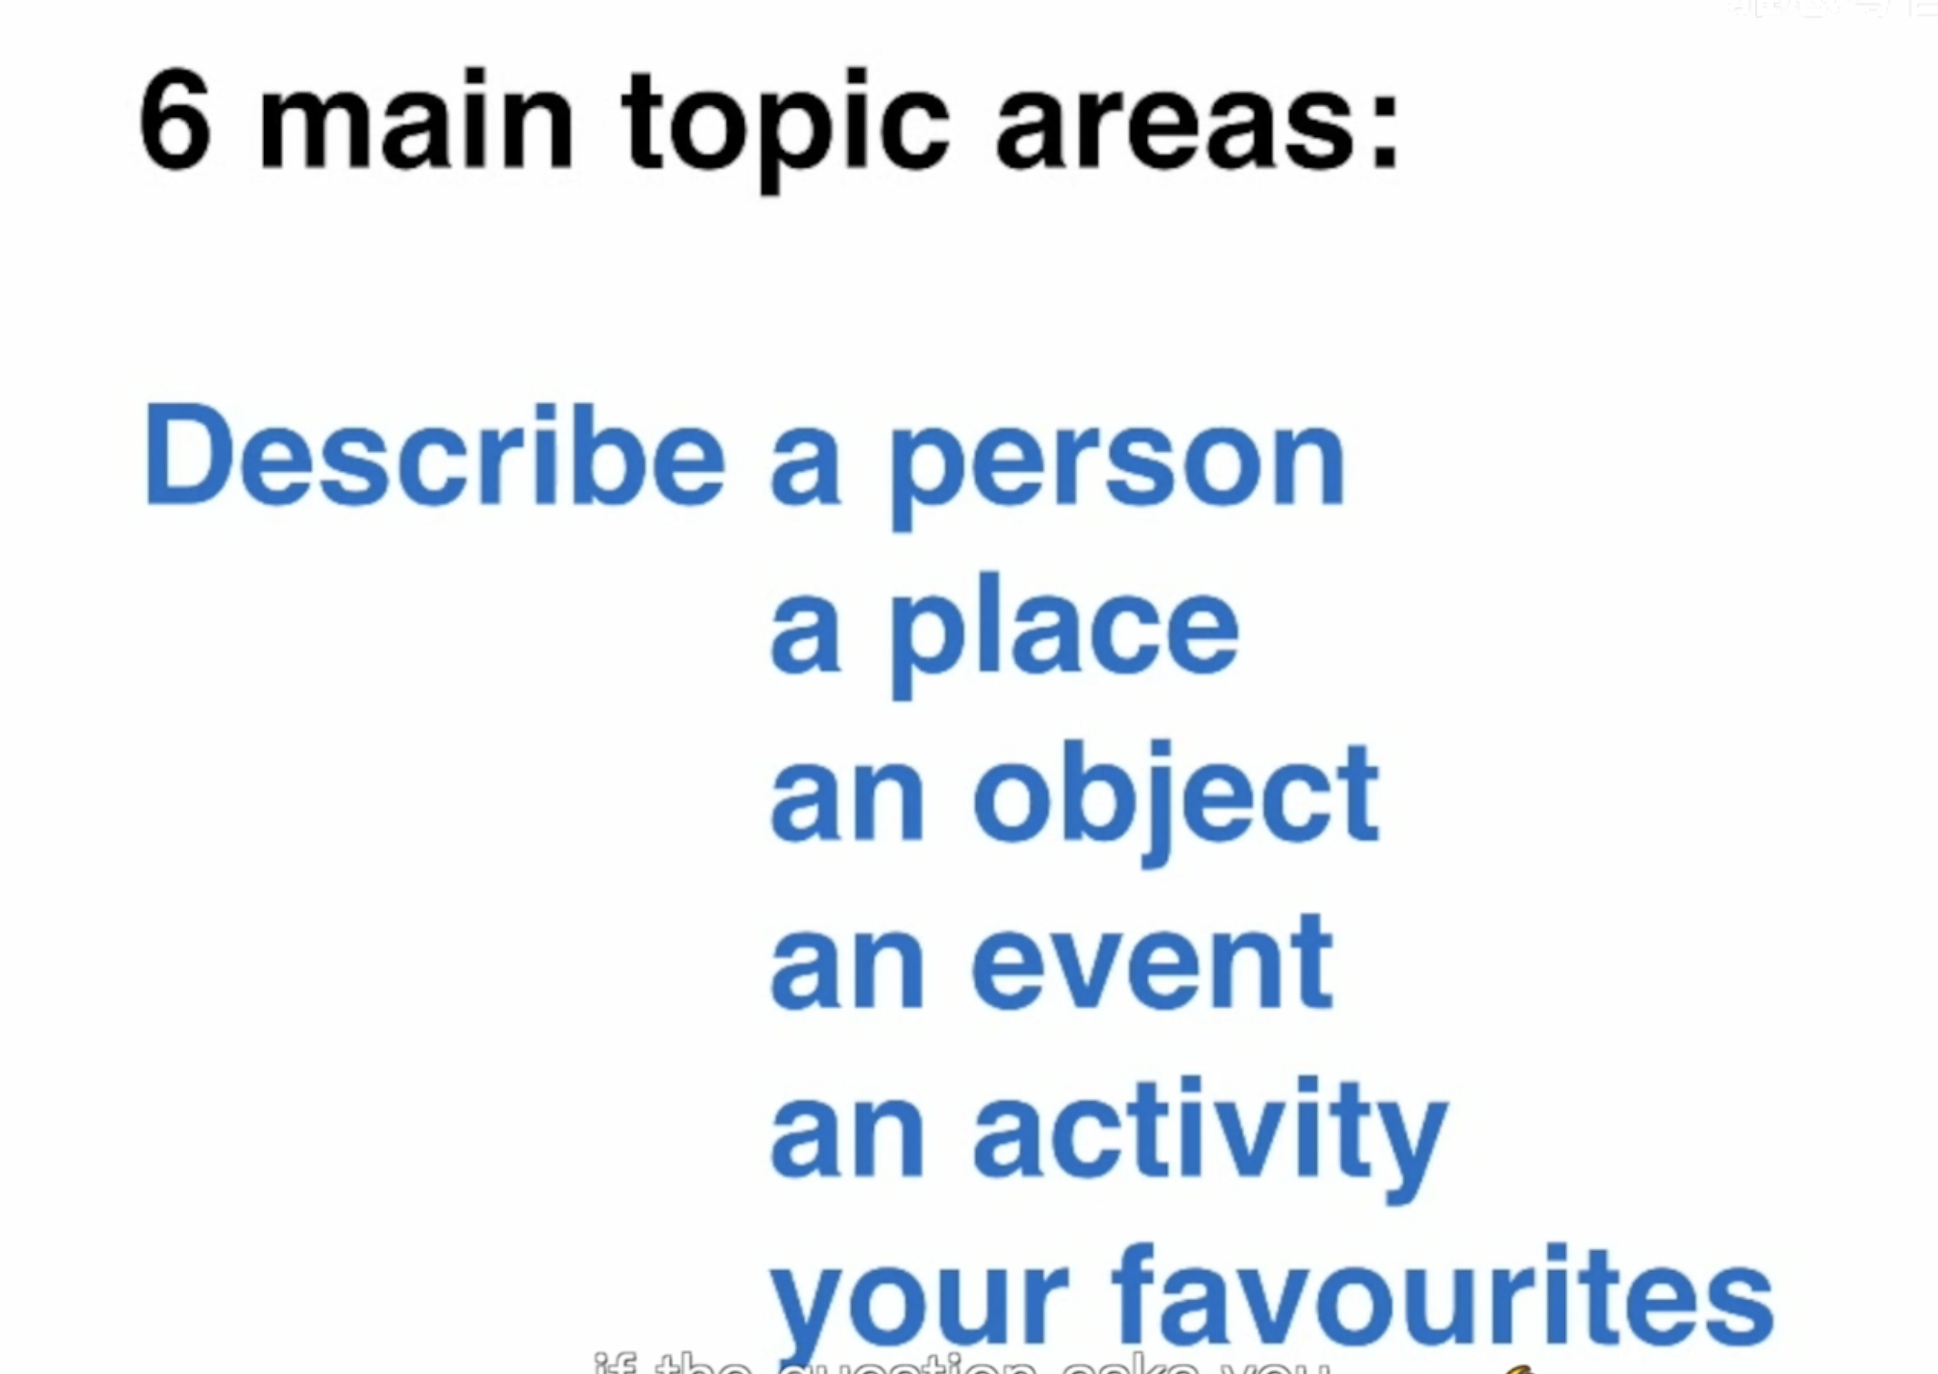 6 main topic areas:
Describe a person
a place
an object
an event
an activity
your favourites
if the question asks you